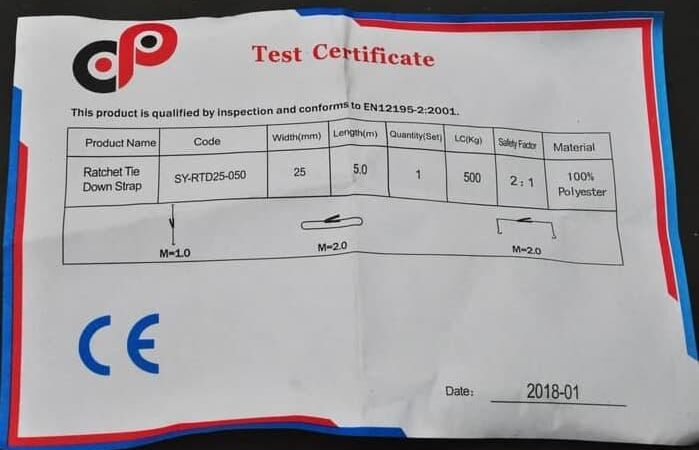 Test Certificate
This product is qualified by inspection and conforms to EN12195-2:2001.
Product Name Code Width(mm) Length(m) Quantity(Set) LC(Kg) Safety Factor Material
Ratchet Tie Down Strap SY-RTD25-050 25 5.0 1 500 2:1 100% Polyester
M=1.0 M=2.0 M=2.0
CE
Date: 2018-01